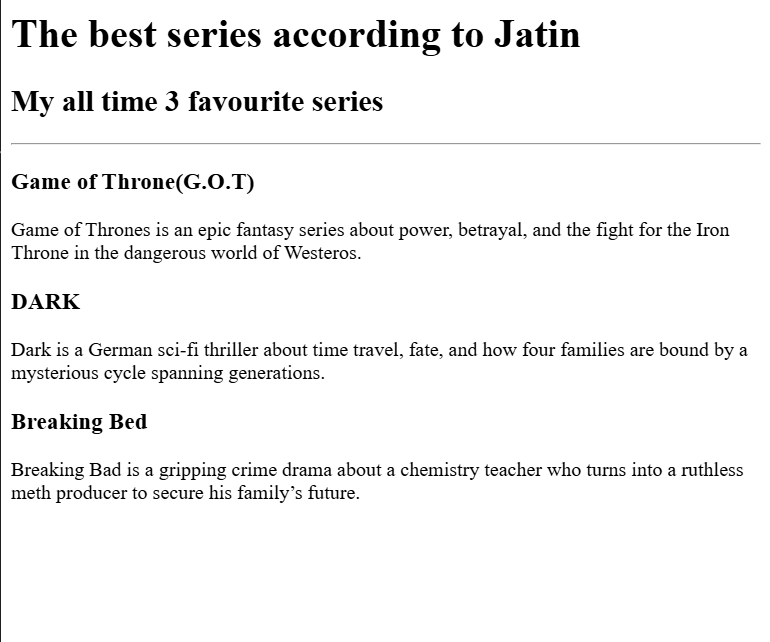 The best series according to Jatin
My all time 3 favourite series
Game of Throne(G.O.T)
Game of Thrones is an epic fantasy series about power, betrayal, and the fight for the Iron
Throne in the dangerous world of Westeros.
DARK
Dark is a German sci-fi thriller about time travel, fate, and how four families are bound by a
mysterious cycle spanning generations.
Breaking Bed
Breaking Bad is a gripping crime drama about a chemistry teacher who turns into a ruthless
meth producer to secure his family’s future.